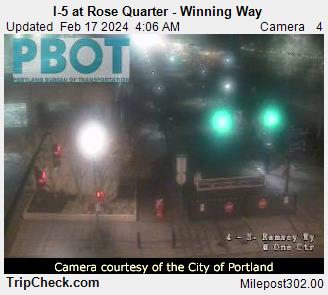 I-5 at Rose Quarter - Winning Way
Updated Feb 17 2024 4:06 AM Camera 4
PBOT
PORTLAND BUREAU OF TRANSPORTATION
4 - N. Ramsey Wy
@ One Ctr
Camera courtesy of the City of Portland
TripCheck.com Milepost302.00